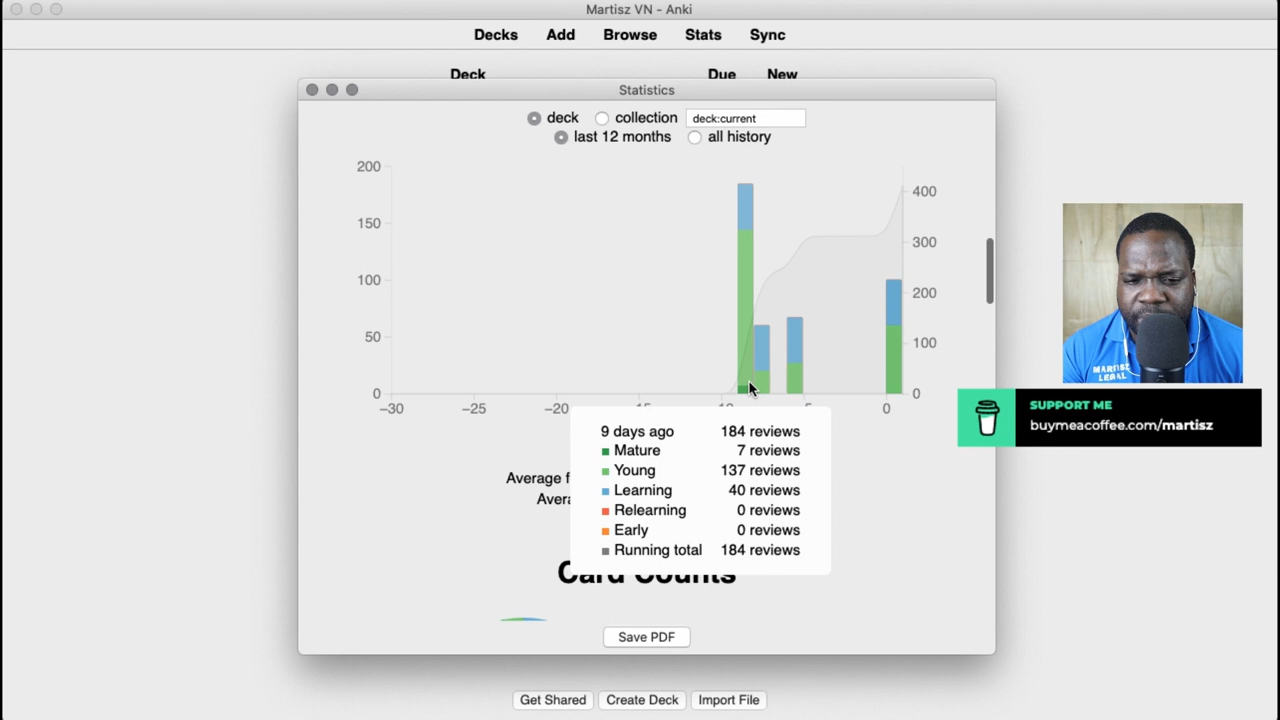 Martisz VN - Anki
Decks Add Browse Stats Sync
Deck Due New
Statistics
deck collection deck:current
last 12 months all history
200
150
100
50
0
400
300
200
100
0
−30 −25 −20 −15 −10 0
9 days ago 184 reviews
Mature 7 reviews
Young 137 reviews
Learning 40 reviews
Relearning 0 reviews
Early 0 reviews
Running total 184 reviews
Average f
Avera
Card Counts
Save PDF
Get Shared Create Deck Import File
MARTISZ
LEGAL
SUPPORT ME
buymeacoffee.com/martisz